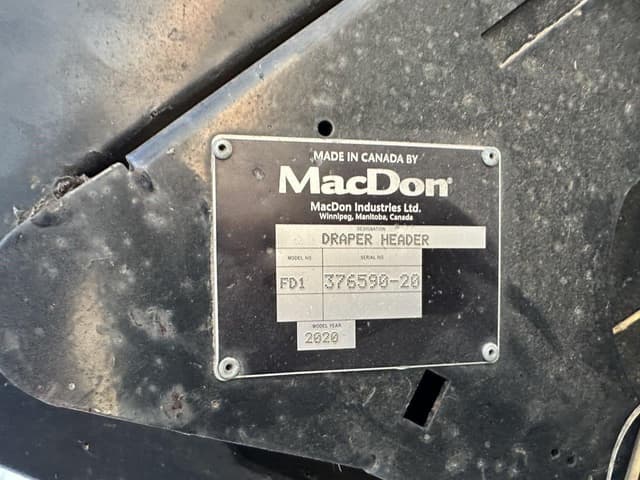 MADE IN CANADA BY
MacDon®
MacDon Industries Ltd.
Winnipeg, Manitoba, Canada
DESIGNATION
DRAPER HEADER
MODEL NO SERIAL NO
FD1 376590-20
MODEL YEAR
2020